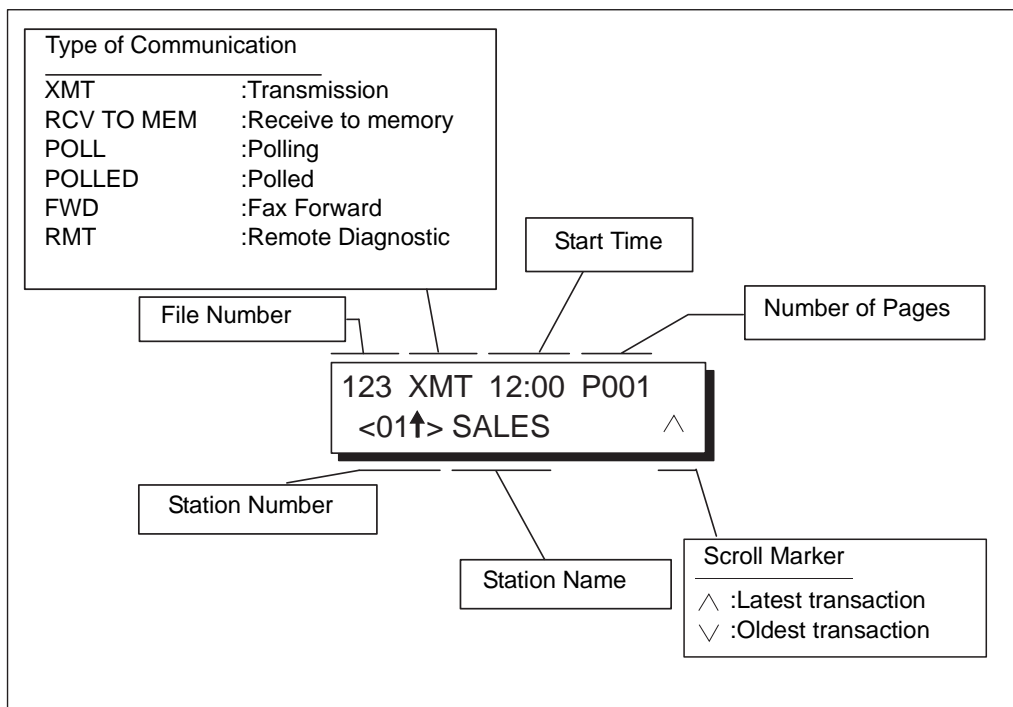 Type of Communication
XMT :Transmission
RCV TO MEM :Receive to memory
POLL :Polling
POLLED :Polled
FWD :Fax Forward
RMT :Remote Diagnostic
Start Time
File Number
Number of Pages
123 XMT 12:00 P001
<01↑> SALES ∧
Station Number
Station Name
Scroll Marker
∧ :Latest transaction
∨ :Oldest transaction